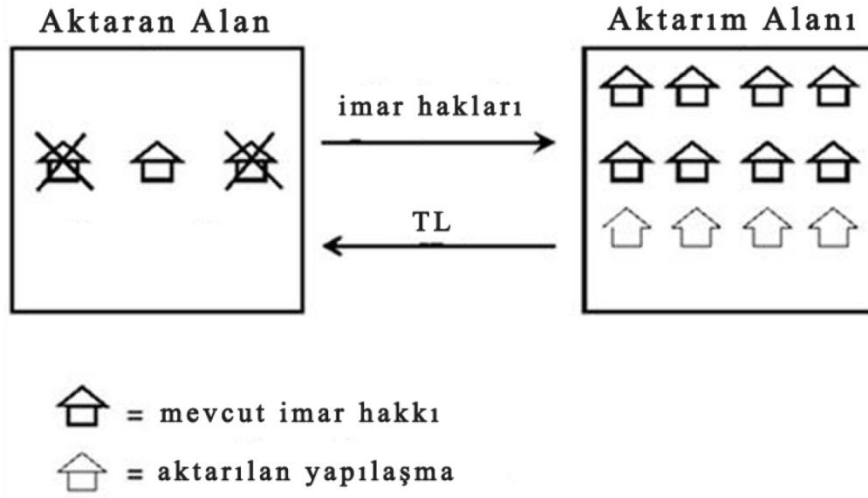 Aktaran Alan
Aktarım Alanı
imar hakları
TL
= mevcut imar hakkı
= aktarılan yapılaşma